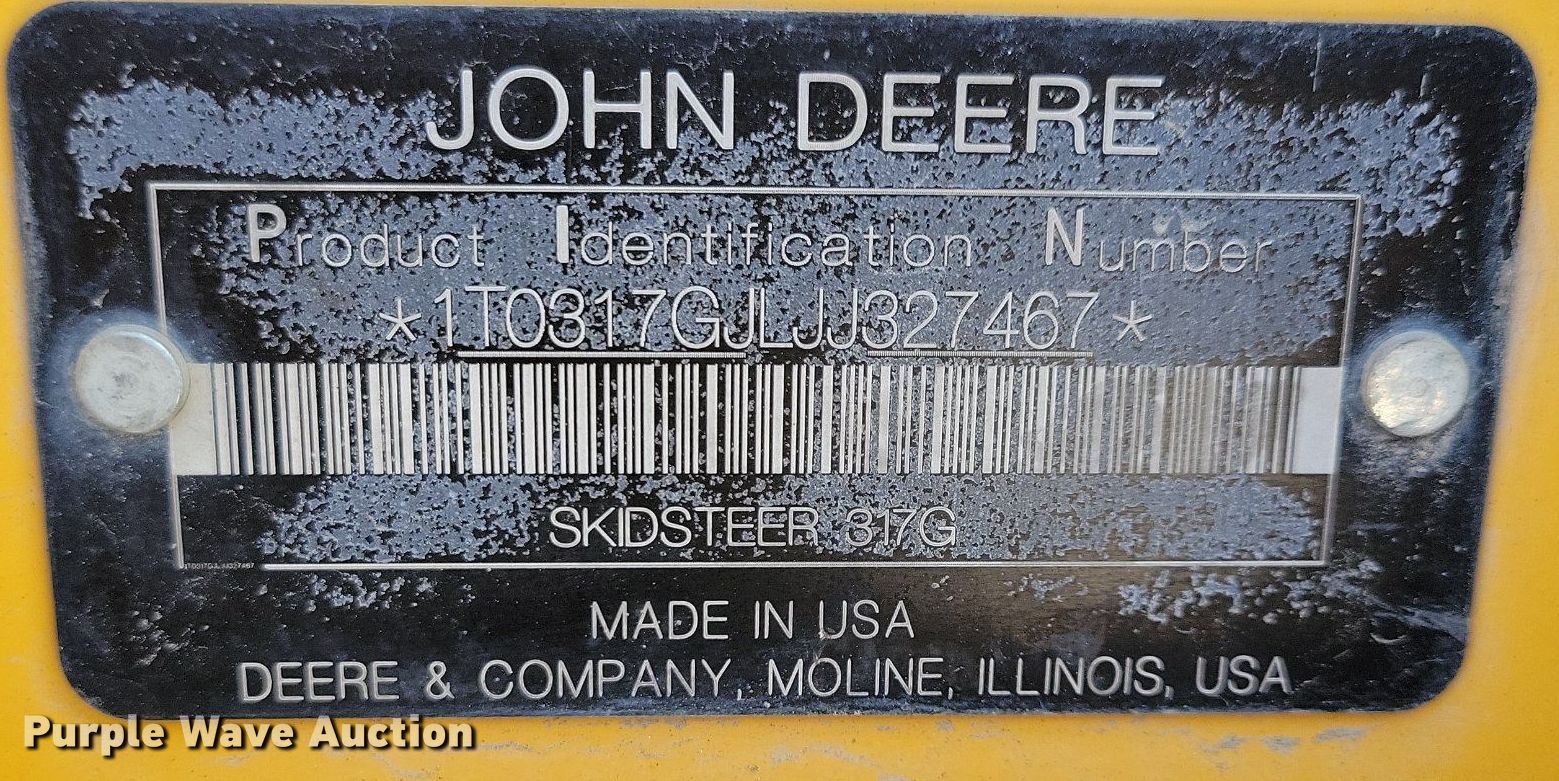 JOHN DEERE
Product Identification Number
*1T0317GJLJJ327467*
SKIDSTEER 317G
1T0317GJLJJ327467
MADE IN USA
DEERE & COMPANY, MOLINE, ILLINOIS, USA
Purple Wave Auction